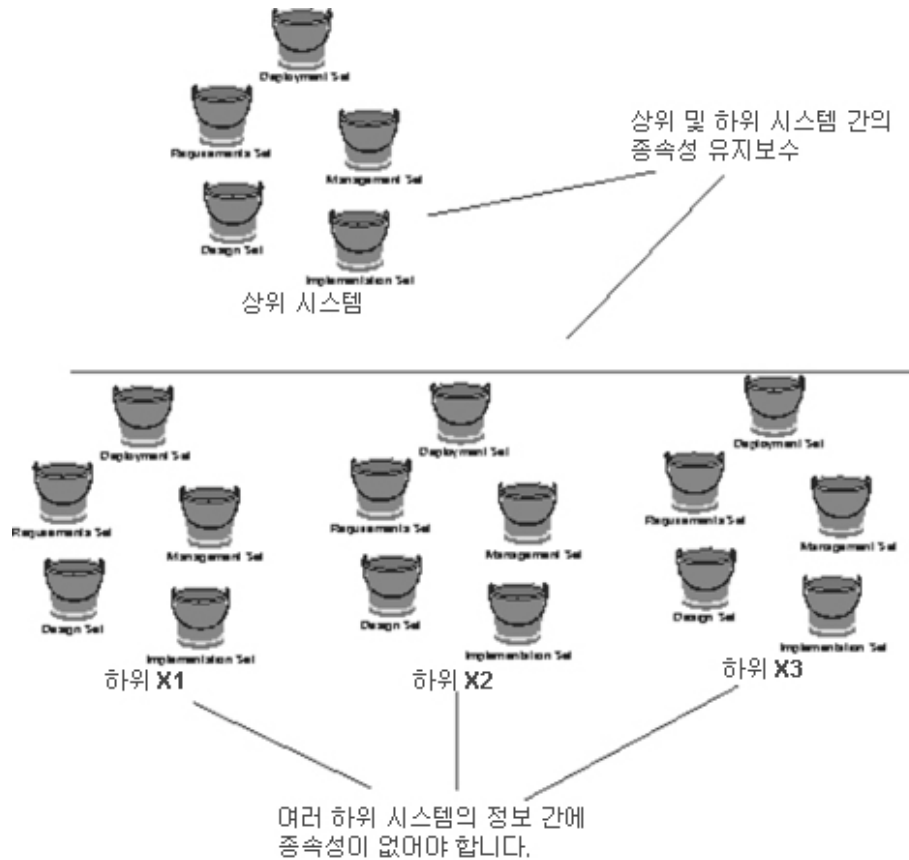 Deployment Set
Requirements Set
Management Set
Design Set
Implementation Set
상위 시스템
상위 및 하위 시스템 간의
종속성 유지보수
Deployment Set
Requirements Set
Management Set
Design Set
Implementation Set
하위 X1
Deployment Set
Requirements Set
Management Set
Design Set
Implementation Set
하위 X2
Deployment Set
Requirements Set
Management Set
Design Set
Implementation Set
하위 X3
여러 하위 시스템의 정보 간에
종속성이 없어야 합니다.